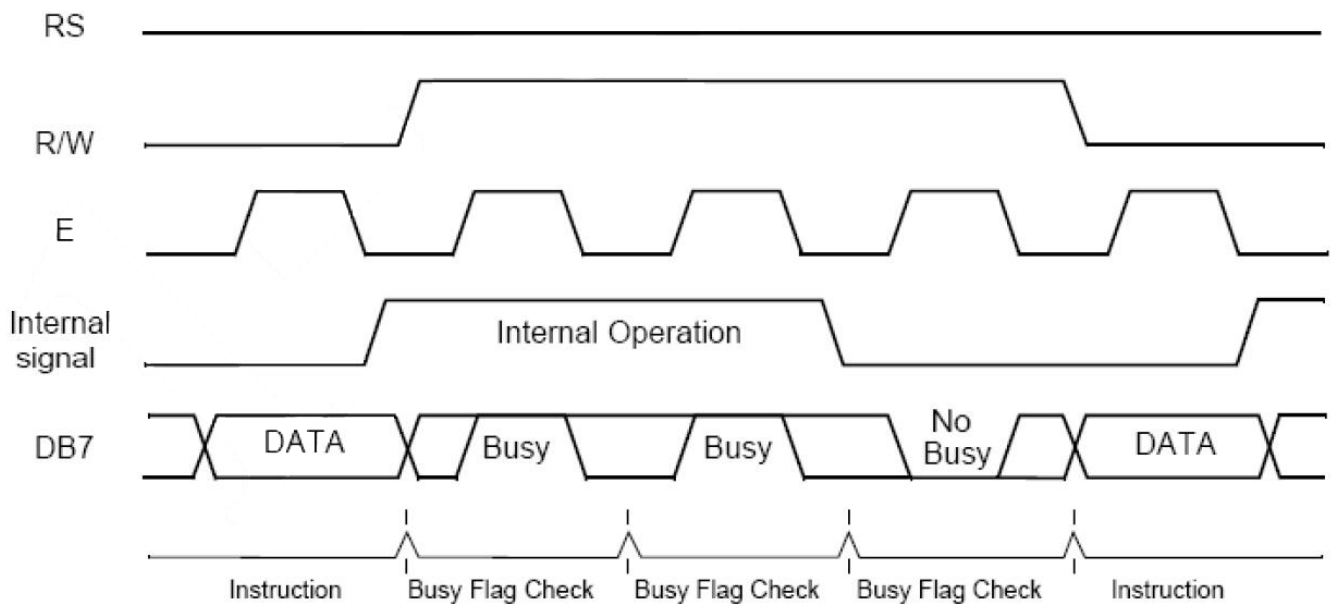 RS
R/W
E
Internal
signal
Internal Operation
DB7
DATA
Busy
Busy
No
Busy
DATA
Instruction
Busy Flag Check
Busy Flag Check
Busy Flag Check
Instruction